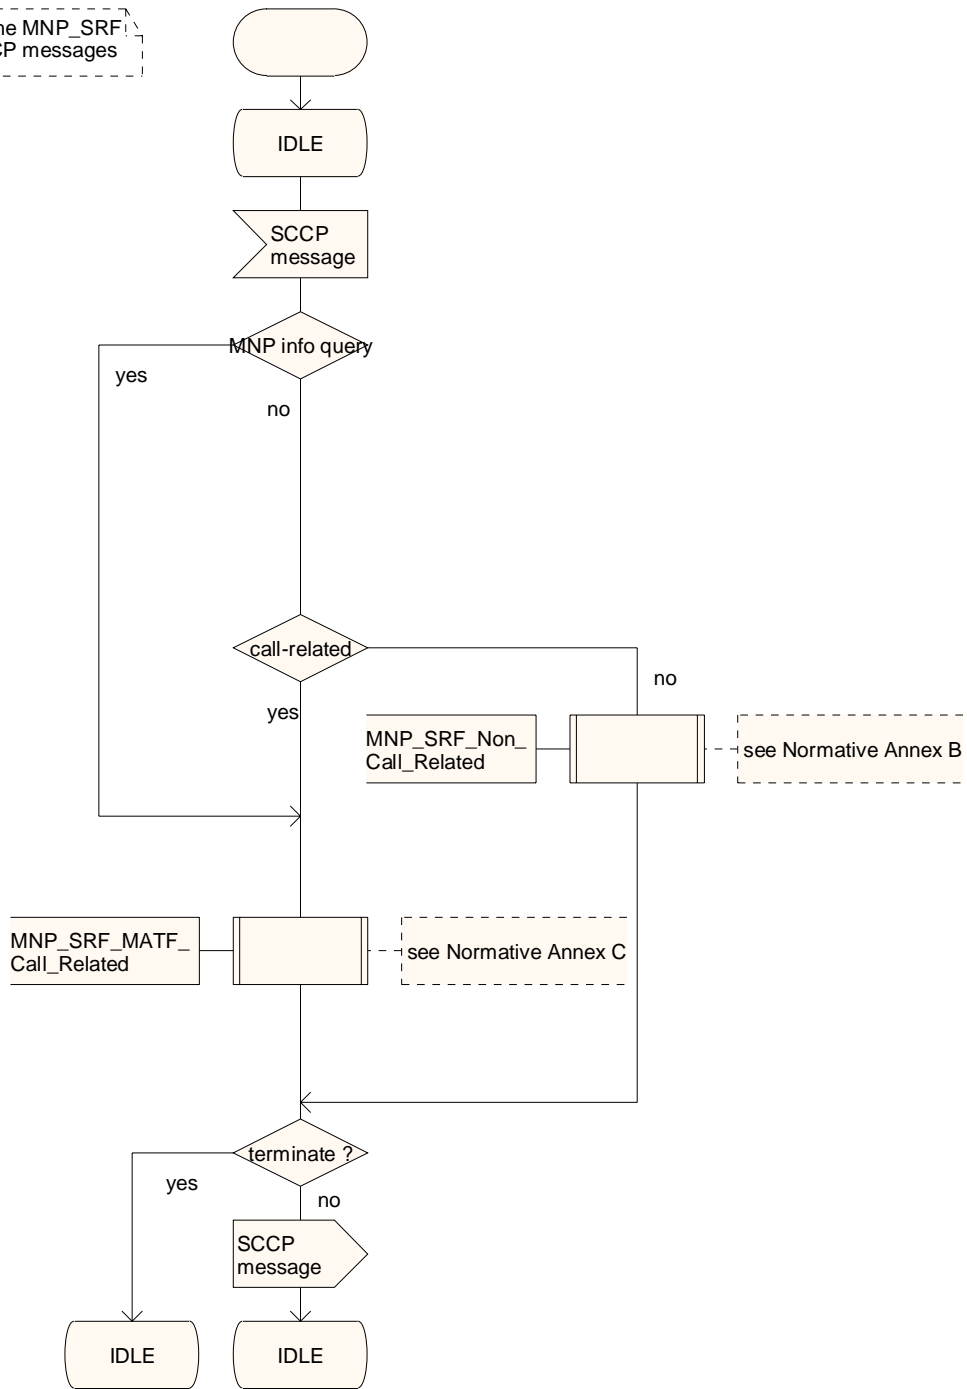 MNP_SRF
messages
IDLE
SCCP
message
MNP info query
yes
no
call-related
no
yes
MNP_SRF_Non_
Call_Related
see Normative Annex B
MNP_SRF_MATF_
Call_Related
see Normative Annex C
terminate ?
yes
no
SCCP
message
IDLE
IDLE